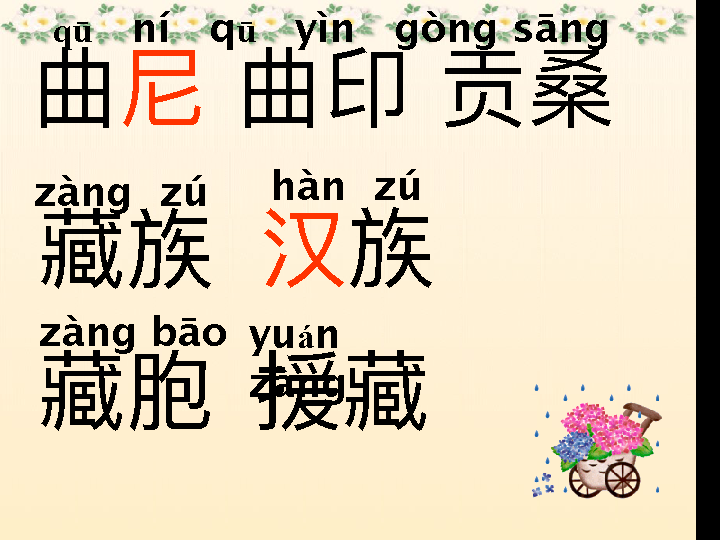 qū ní qū yìn gòng sāng
曲尼 曲印 贡桑
zàng zú hàn zú
藏族 汉族
zàng bāo yuán
zàng
藏胞 援藏